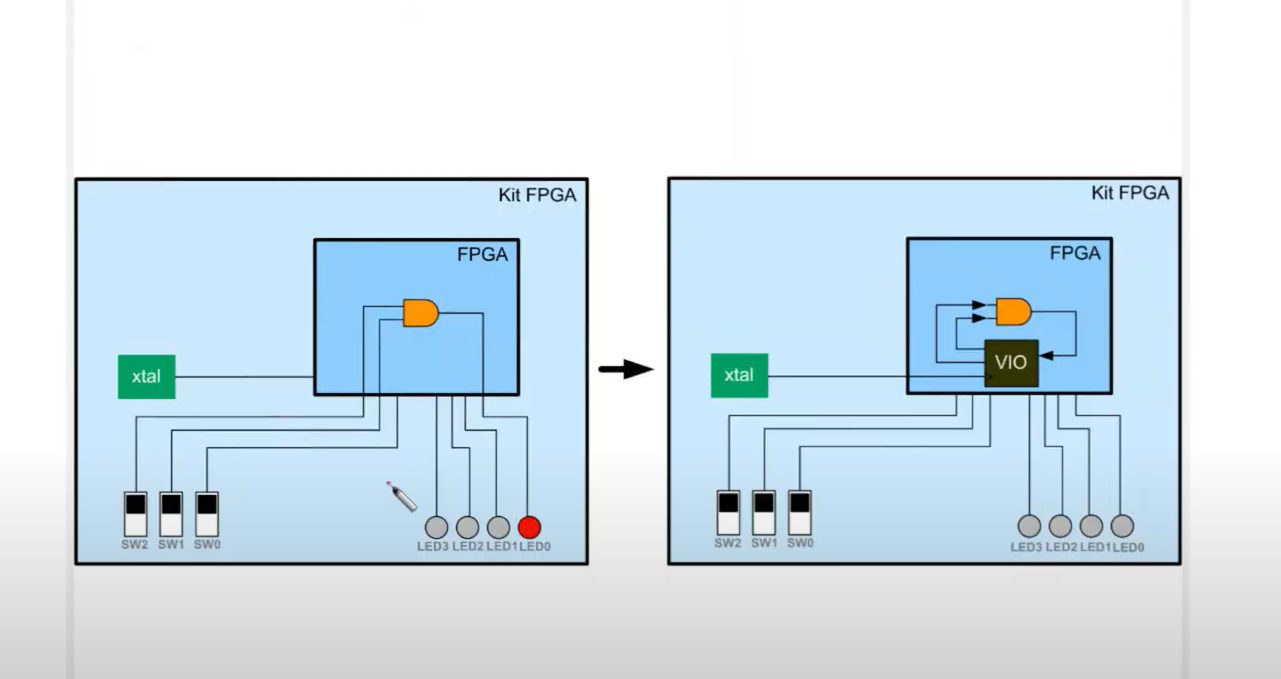 Kit FPGA
FPGA
xtal
SW2 SW1 SW0
LED3 LED2 LED1 LED0
Kit FPGA
FPGA
VIO
xtal
SW2 SW1 SW0
LED3 LED2 LED1 LED0